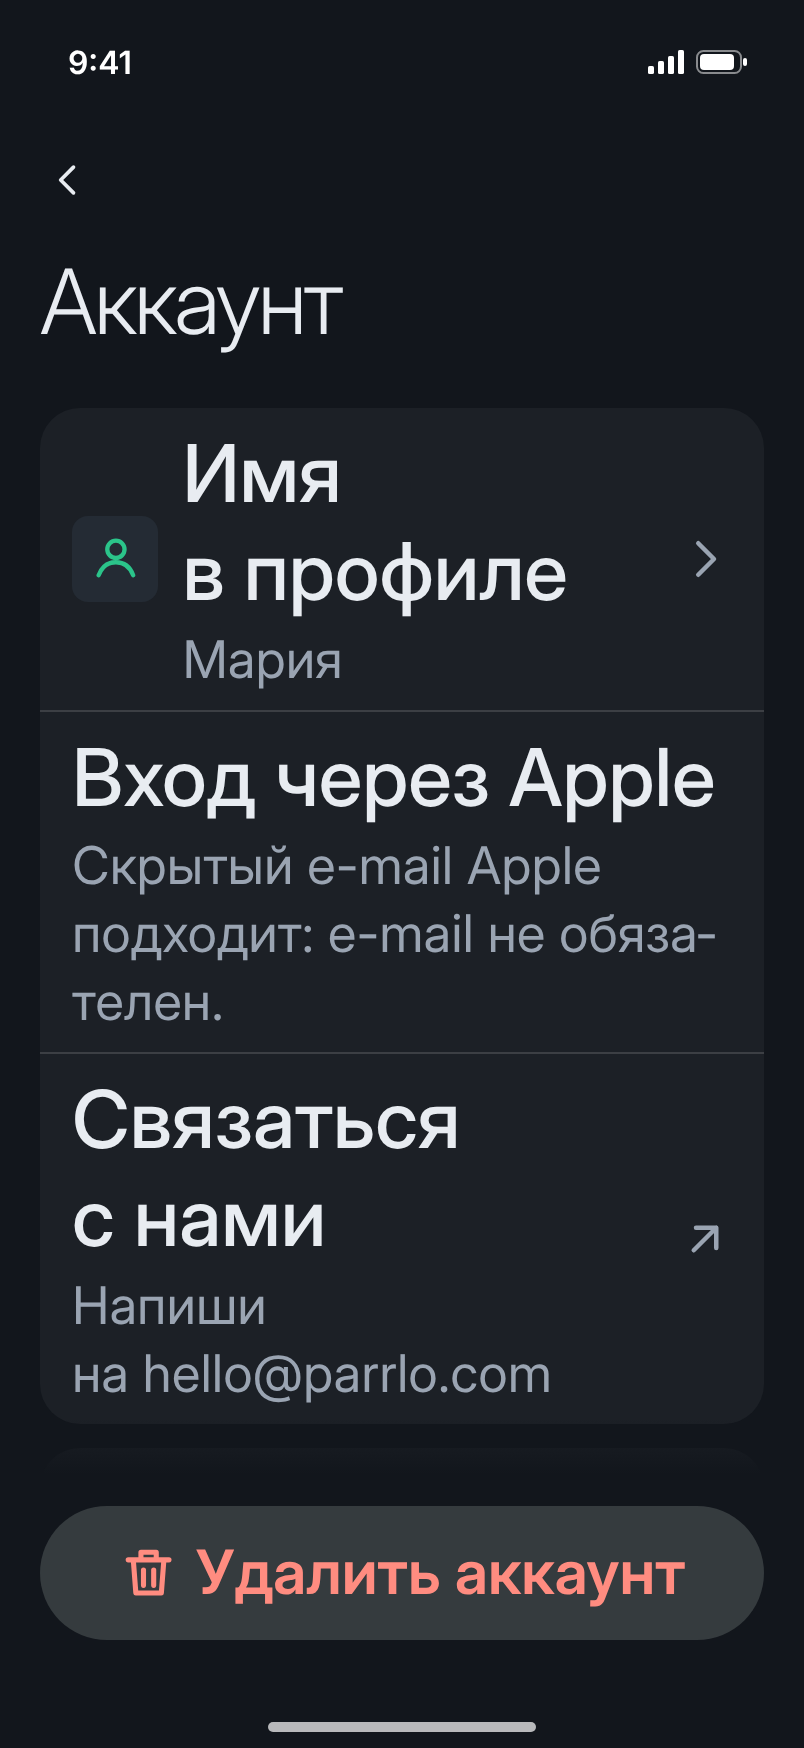 9:41
Аккаунт
Имя
в профиле
Мария
Вход через Apple
Скрытый e-mail Apple
подходит: e-mail не обяза-
телен.
Связаться
с нами
Напиши
на hello@parrlo.com
Удалить аккаунт